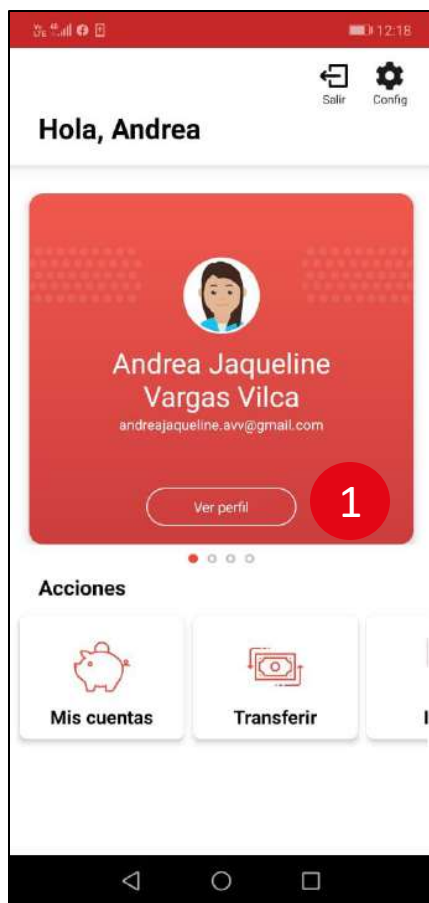 12:18
Salir Config
Hola, Andrea
Andrea Jaqueline
Vargas Vilca
andreajaqueline.avv@gmail.com
Ver perfil
1
Acciones
Mis cuentas Transferir